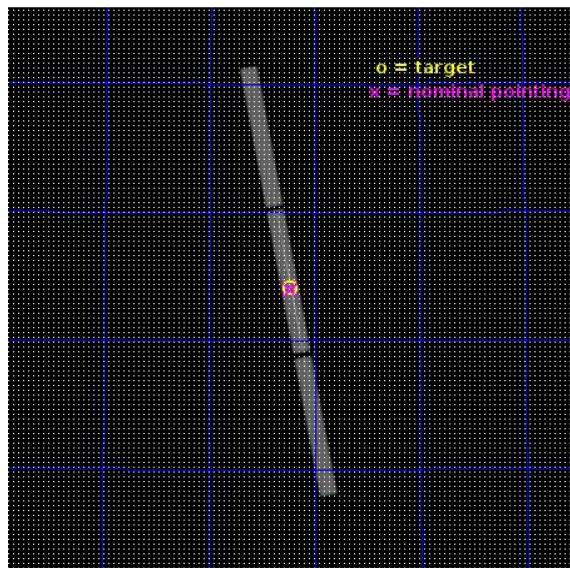 o = target
x = nominal pointing